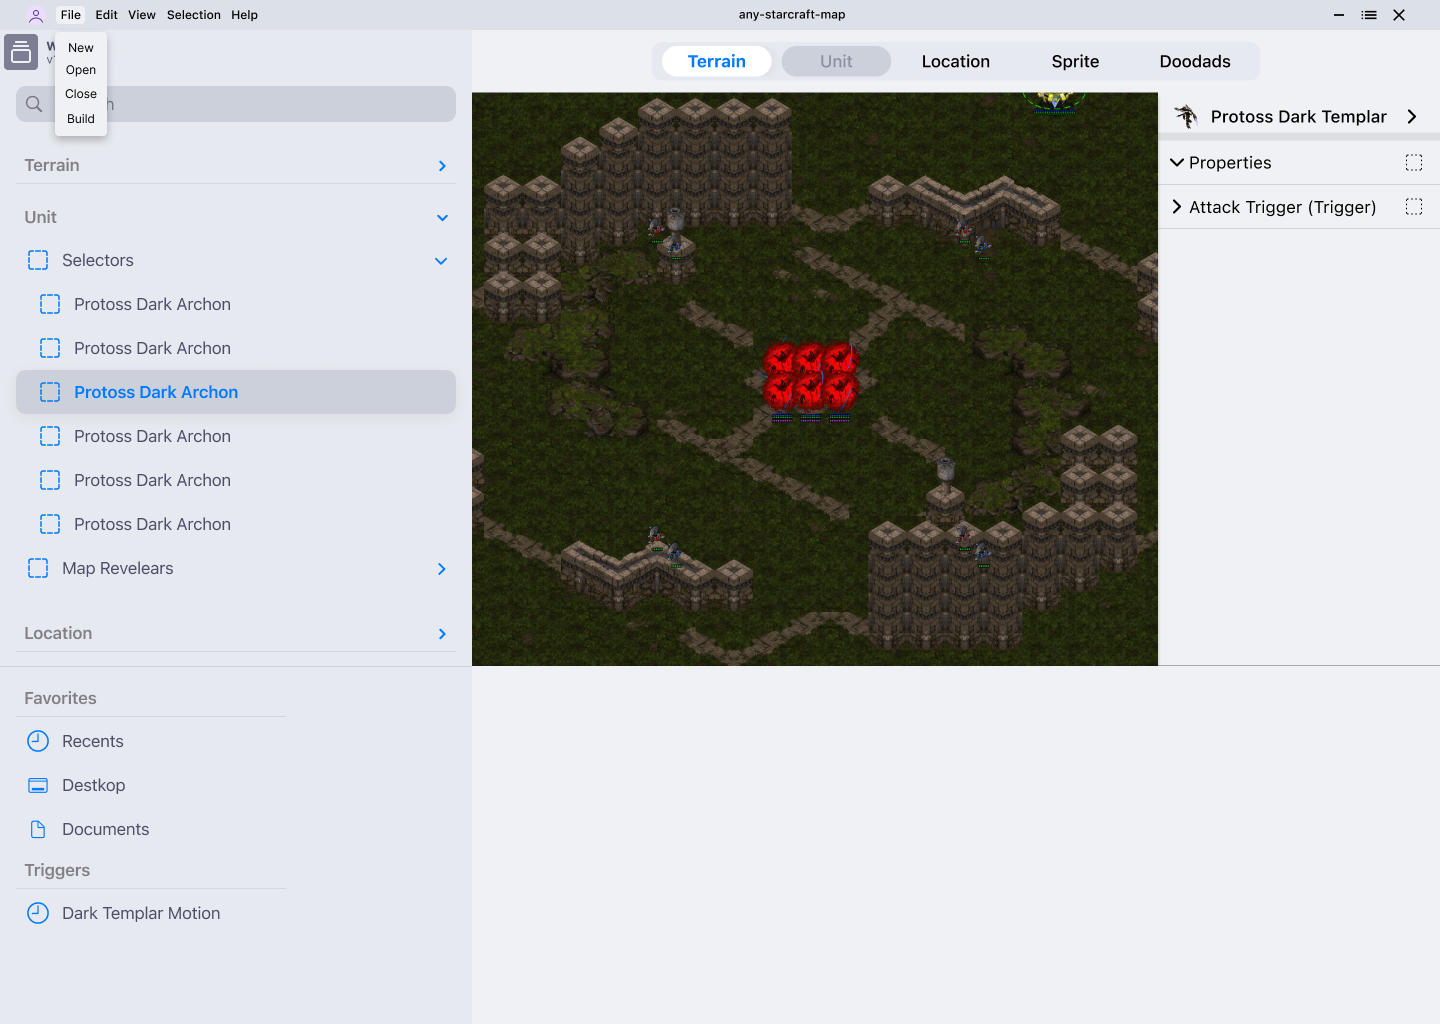 File Edit View Selection Help
any-starcraft-map
New
Open
Close
Build
Terrain Unit Location Sprite Doodads
Terrain
Unit
Selectors
Protoss Dark Archon
Protoss Dark Archon
Protoss Dark Archon
Protoss Dark Archon
Protoss Dark Archon
Protoss Dark Archon
Map Revelears
Location
Favorites
Recents
Destkop
Documents
Triggers
Dark Templar Motion
Protoss Dark Templar
Properties
Attack Trigger (Trigger)